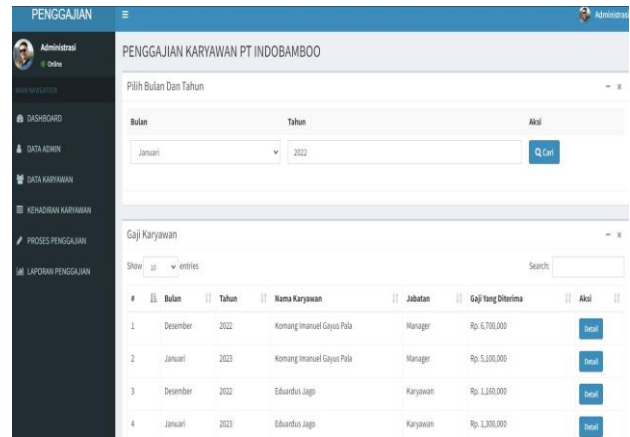 PENGGAJIAN
Administrasi
Administrasi
Online
MAIN NAVIGATION
DASHBOARD
DATA ADMIN
DATA KARYAWAN
KEHADIRAN KARYAWAN
PROSES PENGGAJIAN
LAPORAN PENGGAJIAN
PENGGAJIAN KARYAWAN PT INDOBAMBOO
Pilih Bulan Dan Tahun
Bulan Tahun Aksi
Januari 2022 Cari
Gaji Karyawan
Show 10 entries Search:
# Bulan Tahun Nama Karyawan Jabatan Gaji Yang Diterima Aksi
1 Desember 2022 Komang Imanuel Gayus Pala Manager Rp. 6,700,000 Detail
2 Januari 2023 Komang Imanuel Gayus Pala Manager Rp. 5,100,000 Detail
3 Desember 2022 Eduardus Jago Karyawan Rp. 1,160,000 Detail
4 Januari 2023 Eduardus Jago Karyawan Rp. 1,300,000 Detail